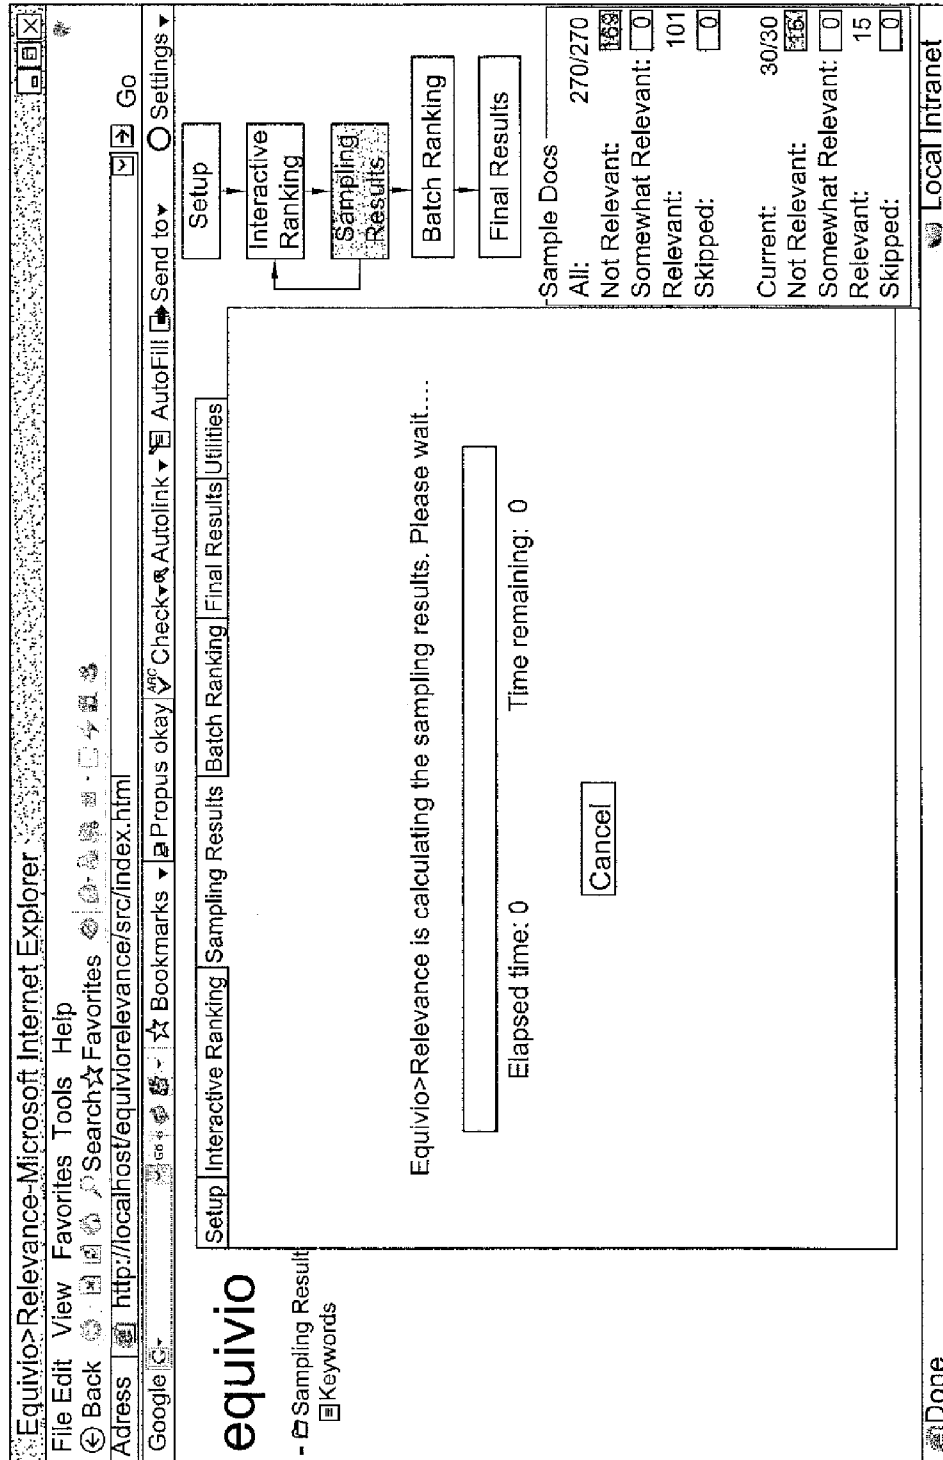 Equivio>Relevance-Microsoft Internet Explorer
File Edit View Favorites Tools Help
Back Search Favorites
Adress http://localhost/equiviorelevance/src/index.html Go
Google G Bookmarks Propus okay ABC Check Autolink AutoFill Send to Settings
equivio
- Sampling Result
Keywords
Setup Interactive Ranking Sampling Results Batch Ranking Final Results Utilities
Equivio>Relevance is calculating the sampling results. Please wait....
Elapsed time: 0 Time remaining: 0
Cancel
Setup
Interactive
Ranking
Sampling
Results
Batch Ranking
Final Results
Sample Docs
All: 270/270
Not Relevant: 169
Somewhat Relevant: 0
Relevant: 101
Skipped: 0
Current: 30/30
Not Relevant:
Somewhat Relevant: 0
Relevant: 15
Skipped: 0
Done Local Intranet